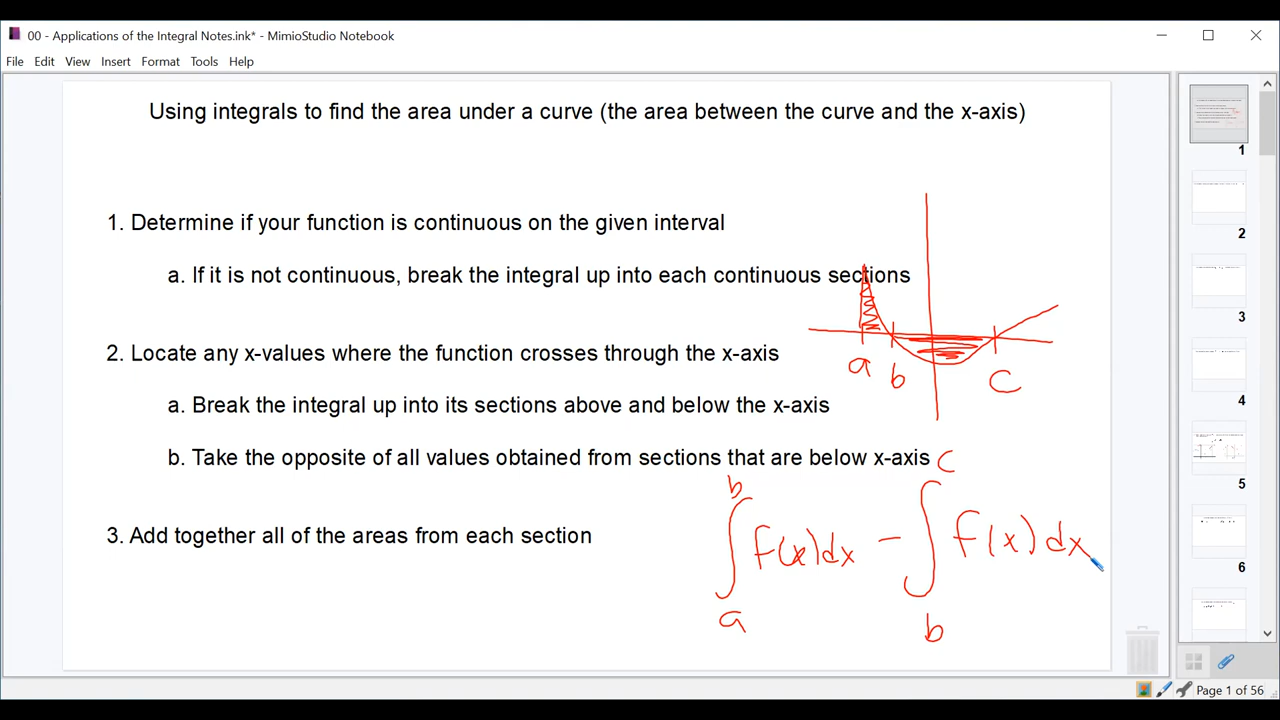 00 - Applications of the Integral Notes.ink* - MimioStudio Notebook
File Edit View Insert Format Tools Help
Using integrals to find the area under a curve (the area between the curve and the x-axis)
1. Determine if your function is continuous on the given interval
a. If it is not continuous, break the integral up into each continuous sections
2. Locate any x-values where the function crosses through the x-axis
a b c
a. Break the integral up into its sections above and below the x-axis
b. Take the opposite of all values obtained from sections that are below x-axis
3. Add together all of the areas from each section
∫_a^b f(x)dx - ∫_b^c f(x)dx
1
2
3
4
5
6
Page 1 of 56